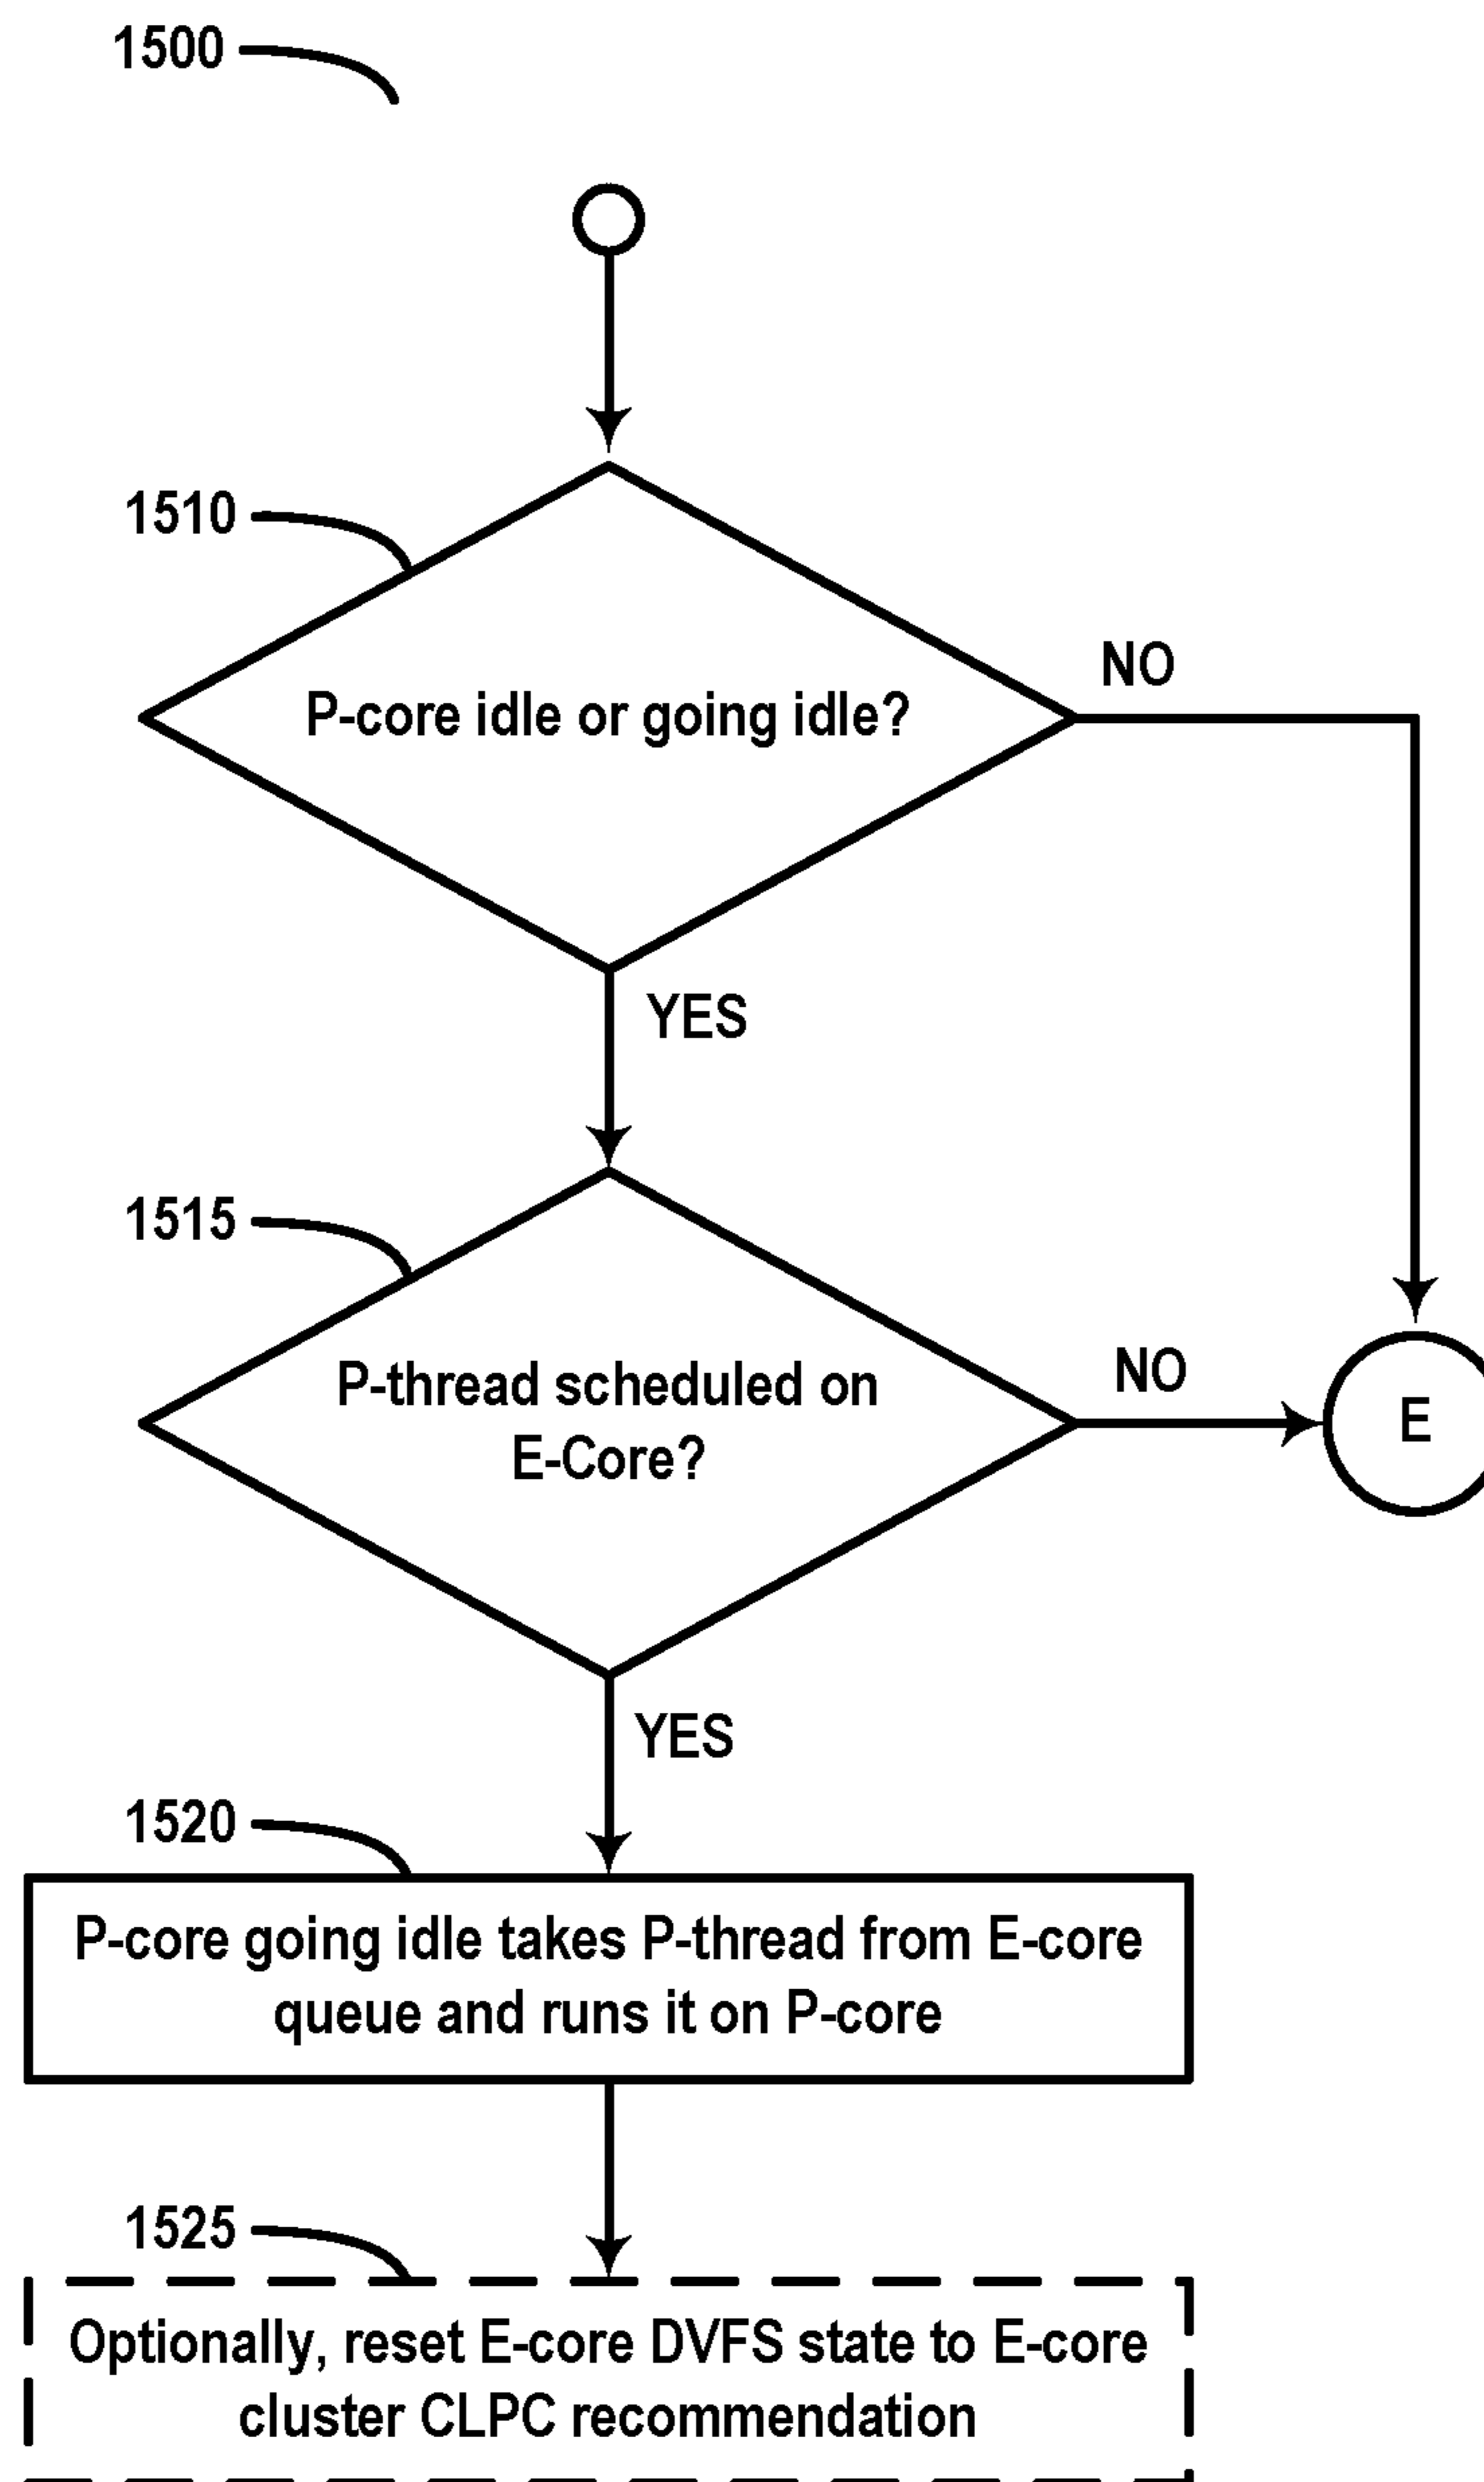 1500
1510
P-core idle or going idle?
NO
YES
1515
P-thread scheduled on
E-Core?
NO
E
YES
1520
P-core going idle takes P-thread from E-core
queue and runs it on P-core
1525
Optionally, reset E-core DVFS state to E-core
cluster CLPC recommendation